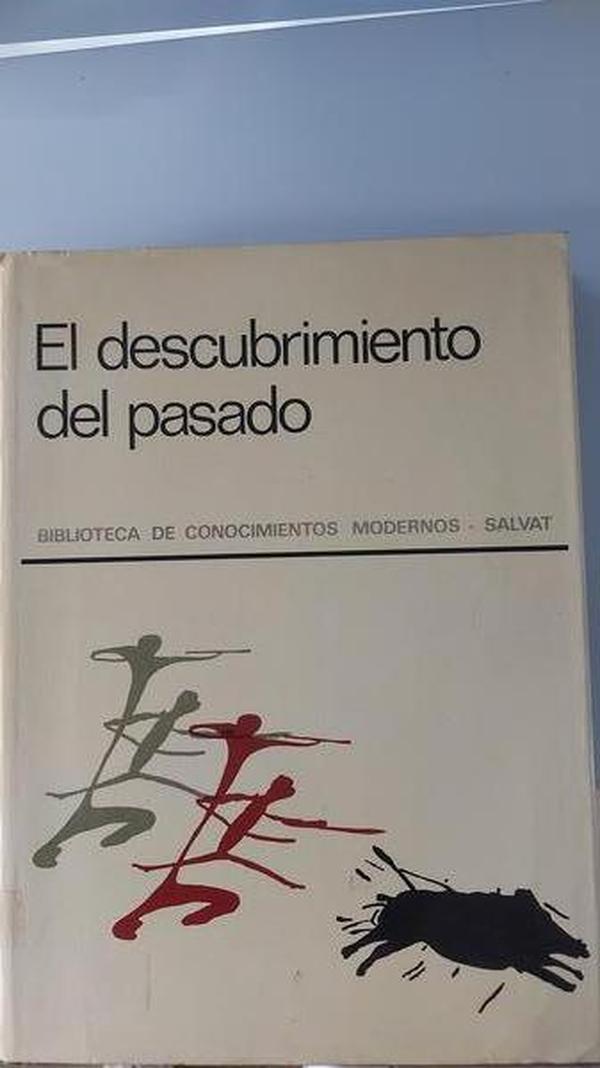 El descubrimiento
del pasado
BIBLIOTECA DE CONOCIMIENTOS MODERNOS - SALVAT